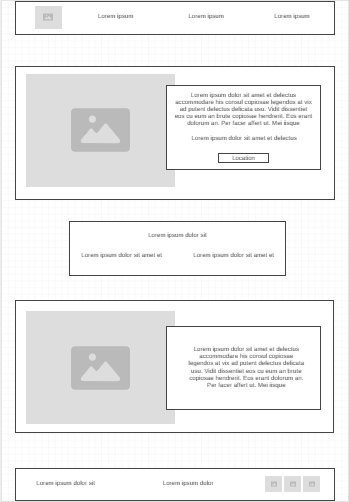 Lorem ipsum
Lorem ipsum
Lorem ipsum
Lorem ipsum dolor sit amet ei delectus
accommodare his consul copiosae legendos at vix
ad putent delectus delicata usu. Vidit dissentiet
eos cu eum an brute copiosae hendrerit. Eos erant
dolorum an. Per facer affert ut. Mei iisque
Lorem ipsum dolor sit amet ei delectus
Location
Lorem ipsum dolor sit
Lorem ipsum dolor sit amet et
Lorem ipsum dolor sit amet et
Lorem ipsum dolor sit amet et delectus
accommodare his consul copiosae
legendos at vix ad putent delectus delicata
usu. Vidit dissentiet eos cu eum an brute
copiosae hendrerit. Eos erant dolorum an.
Per facer affert ut. Mei iisque
Lorem ipsum dolor sit
Lorem ipsum dolor